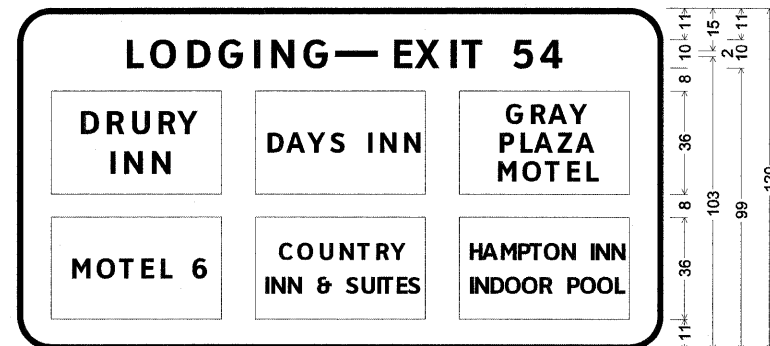 LODGING — EXIT 54
DRURY
INN
DAYS INN
GRAY
PLAZA
MOTEL
MOTEL 6
COUNTRY
INN & SUITES
HAMPTON INN
INDOOR POOL
11
10
8
36
8
36
11
15
2
103
11
10
99
120